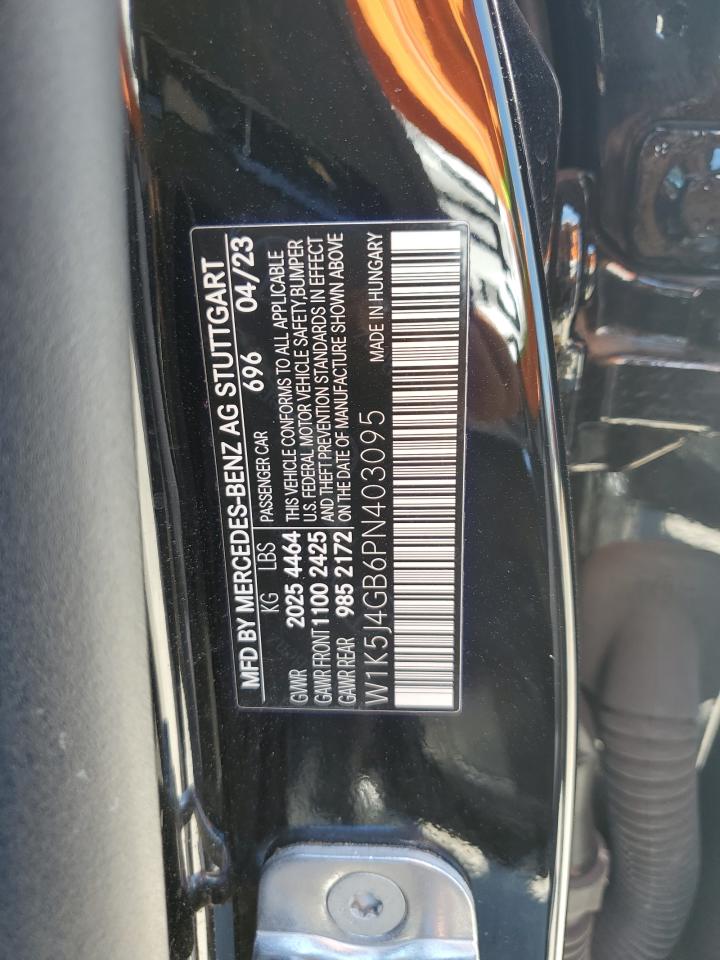 MFD BY MERCEDES-BENZ AG STUTTGART
696 04/23
KG LBS PASSENGER CAR
GVWR 2025 4464 THIS VEHICLE CONFORMS TO ALL APPLICABLE
GAWR FRONT 1100 2425 U.S. FEDERAL MOTOR VEHICLE SAFETY,BUMPER
AND THEFT PREVENTION STANDARDS IN EFFECT
GAWR REAR 985 2172 ON THE DATE OF MANUFACTURE SHOWN ABOVE
W1K5J4GB6PN403095 MADE IN HUNGARY